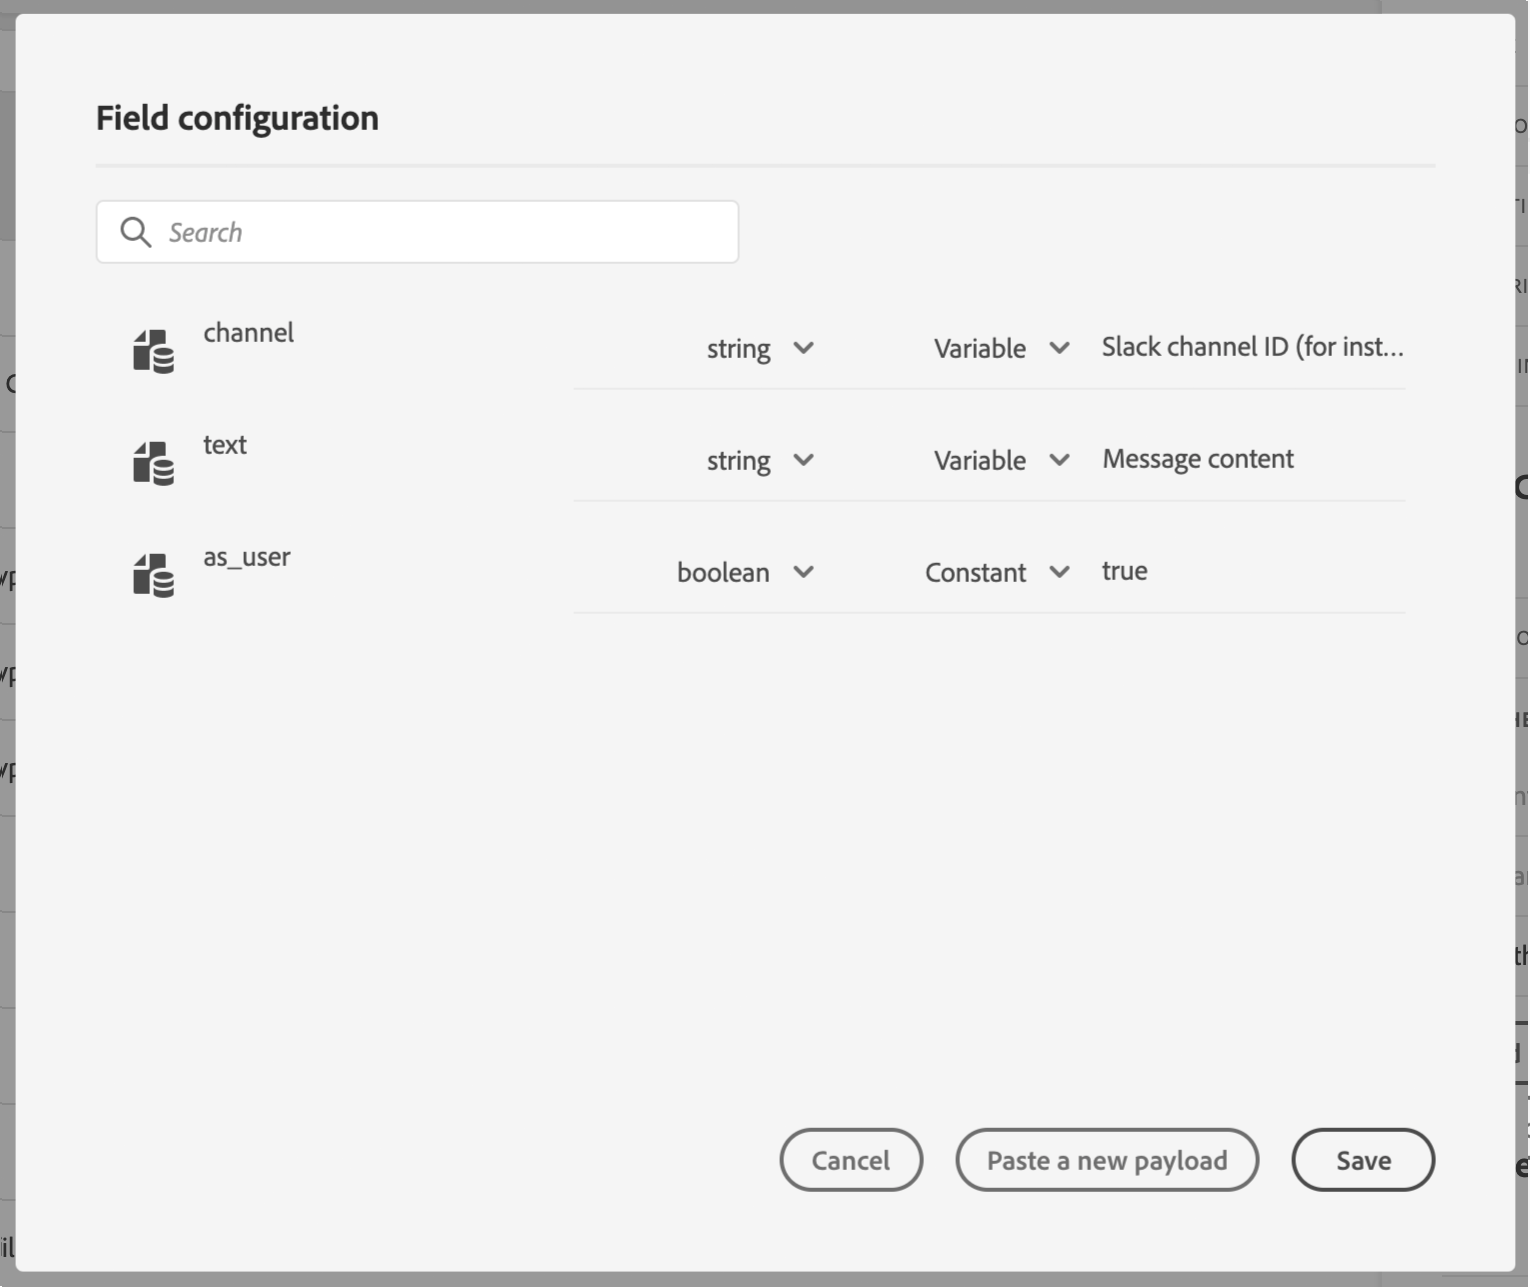 Field configuration
Search
channel string Variable Slack channel ID (for inst...
text string Variable Message content
as_user boolean Constant true
Cancel Paste a new payload Save